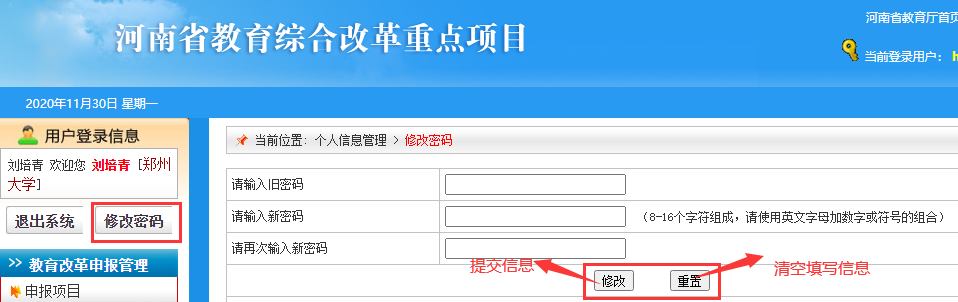 河南省教育综合改革重点项目
河南省教育厅首页
当前登录用户：
2020年11月30日 星期一
用户登录信息
刘培青 欢迎您 刘培青 [郑州
大学]
退出系统 修改密码
>> 教育改革申报管理
申报项目
当前位置: 个人信息管理 > 修改密码
请输入旧密码
请输入新密码 （8-16个字符组成，请使用英文字母加数字或符号的组合）
请再次输入新密码
提交信息 修改 重置 清空填写信息